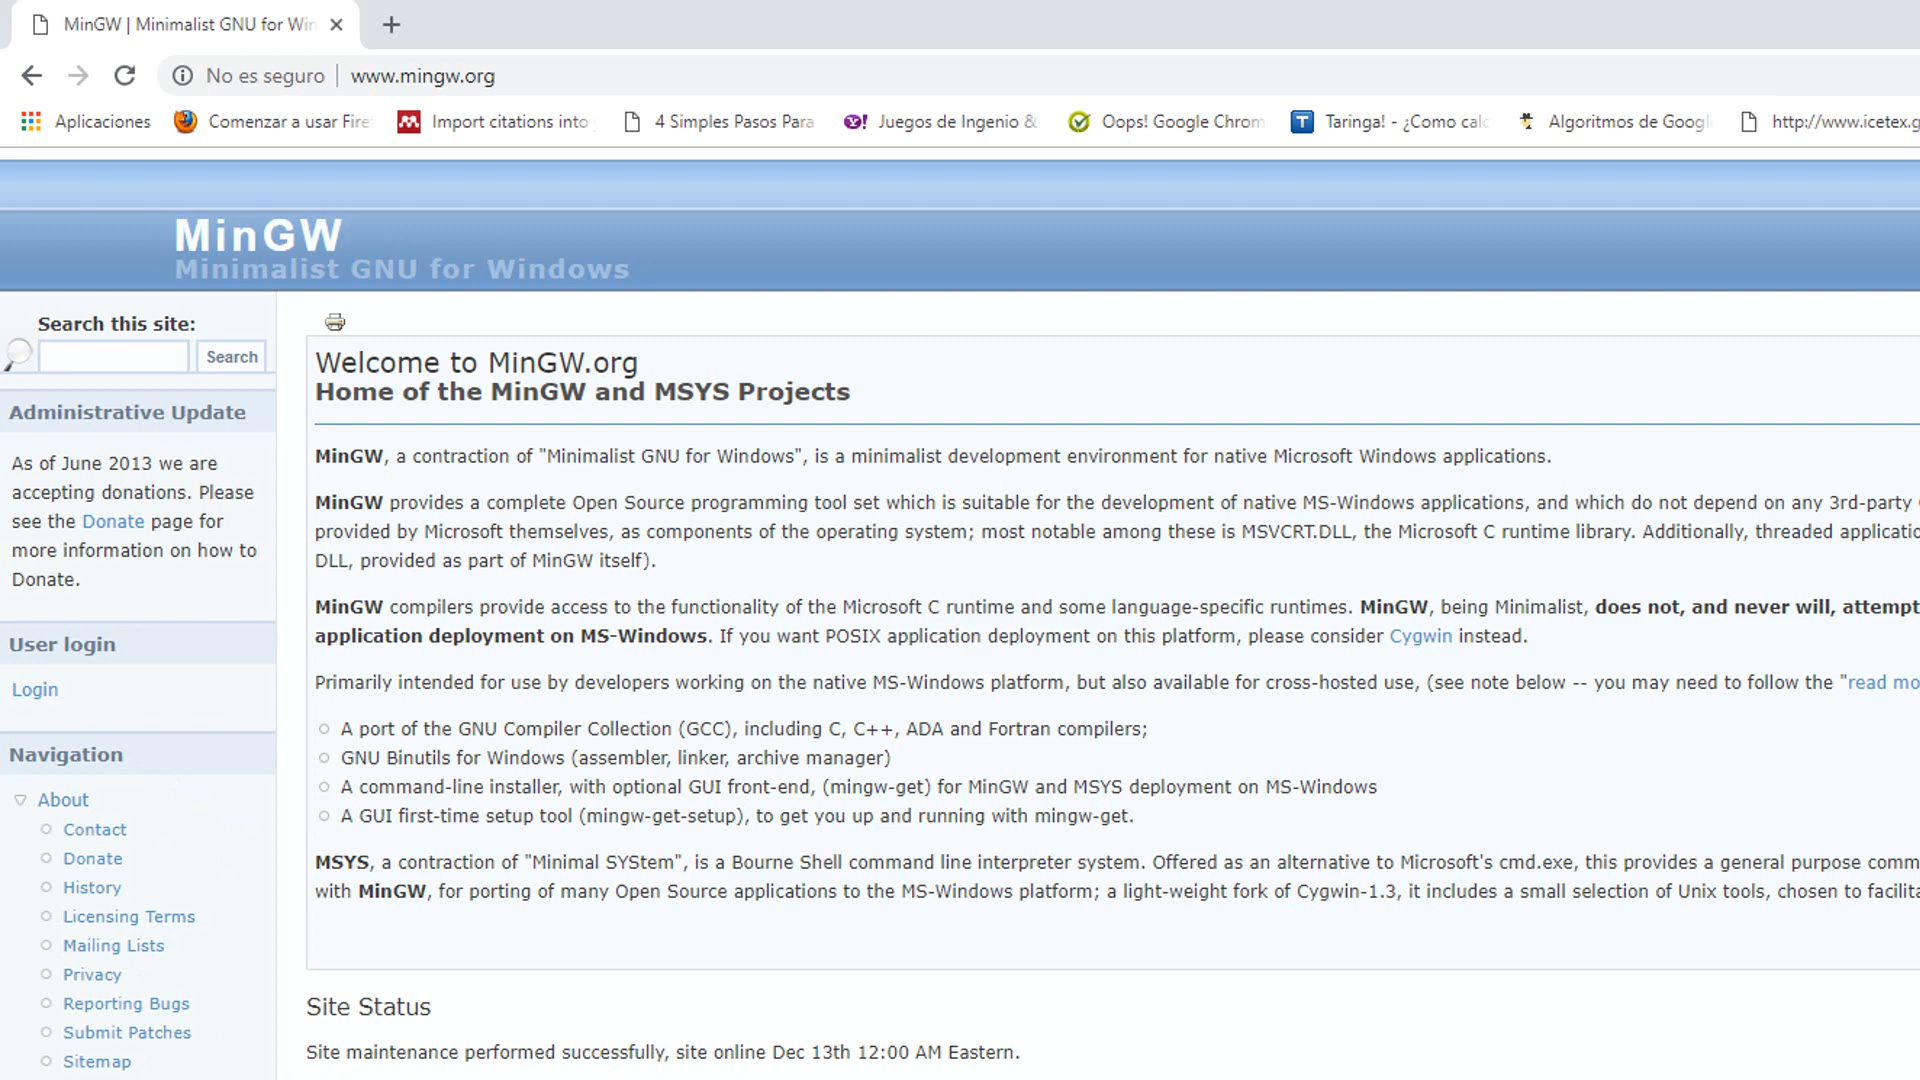 MinGW | Minimalist GNU for Win
No es seguro
www.mingw.org
Aplicaciones
Comenzar a usar Fire
Import citations into
4 Simples Pasos Para
Juegos de Ingenio &
Oops! Google Chrom
Taringa! - ¿Como calc
Algoritmos de Googl
http://www.icetex.g
MinGW
Minimalist GNU for Windows
Search this site:
Search
Administrative Update
As of June 2013 we are
accepting donations. Please
see the Donate page for
more information on how to
Donate.
User login
Login
Navigation
About
Contact
Donate
History
Licensing Terms
Mailing Lists
Privacy
Reporting Bugs
Submit Patches
Sitemap
Welcome to MinGW.org
Home of the MinGW and MSYS Projects
MinGW, a contraction of "Minimalist GNU for Windows", is a minimalist development environment for native Microsoft Windows applications.
MinGW provides a complete Open Source programming tool set which is suitable for the development of native MS-Windows applications, and which do not depend on any 3rd-party
provided by Microsoft themselves, as components of the operating system; most notable among these is MSVCRT.DLL, the Microsoft C runtime library. Additionally, threaded applicatio
DLL, provided as part of MinGW itself).
MinGW compilers provide access to the functionality of the Microsoft C runtime and some language-specific runtimes. MinGW, being Minimalist, does not, and never will, attempt
application deployment on MS-Windows. If you want POSIX application deployment on this platform, please consider Cygwin instead.
Primarily intended for use by developers working on the native MS-Windows platform, but also available for cross-hosted use, (see note below -- you may need to follow the "read mo
A port of the GNU Compiler Collection (GCC), including C, C++, ADA and Fortran compilers;
GNU Binutils for Windows (assembler, linker, archive manager)
A command-line installer, with optional GUI front-end, (mingw-get) for MinGW and MSYS deployment on MS-Windows
A GUI first-time setup tool (mingw-get-setup), to get you up and running with mingw-get.
MSYS, a contraction of "Minimal SYStem", is a Bourne Shell command line interpreter system. Offered as an alternative to Microsoft's cmd.exe, this provides a general purpose comm
with MinGW, for porting of many Open Source applications to the MS-Windows platform; a light-weight fork of Cygwin-1.3, it includes a small selection of Unix tools, chosen to facilita
Site Status
Site maintenance performed successfully, site online Dec 13th 12:00 AM Eastern.